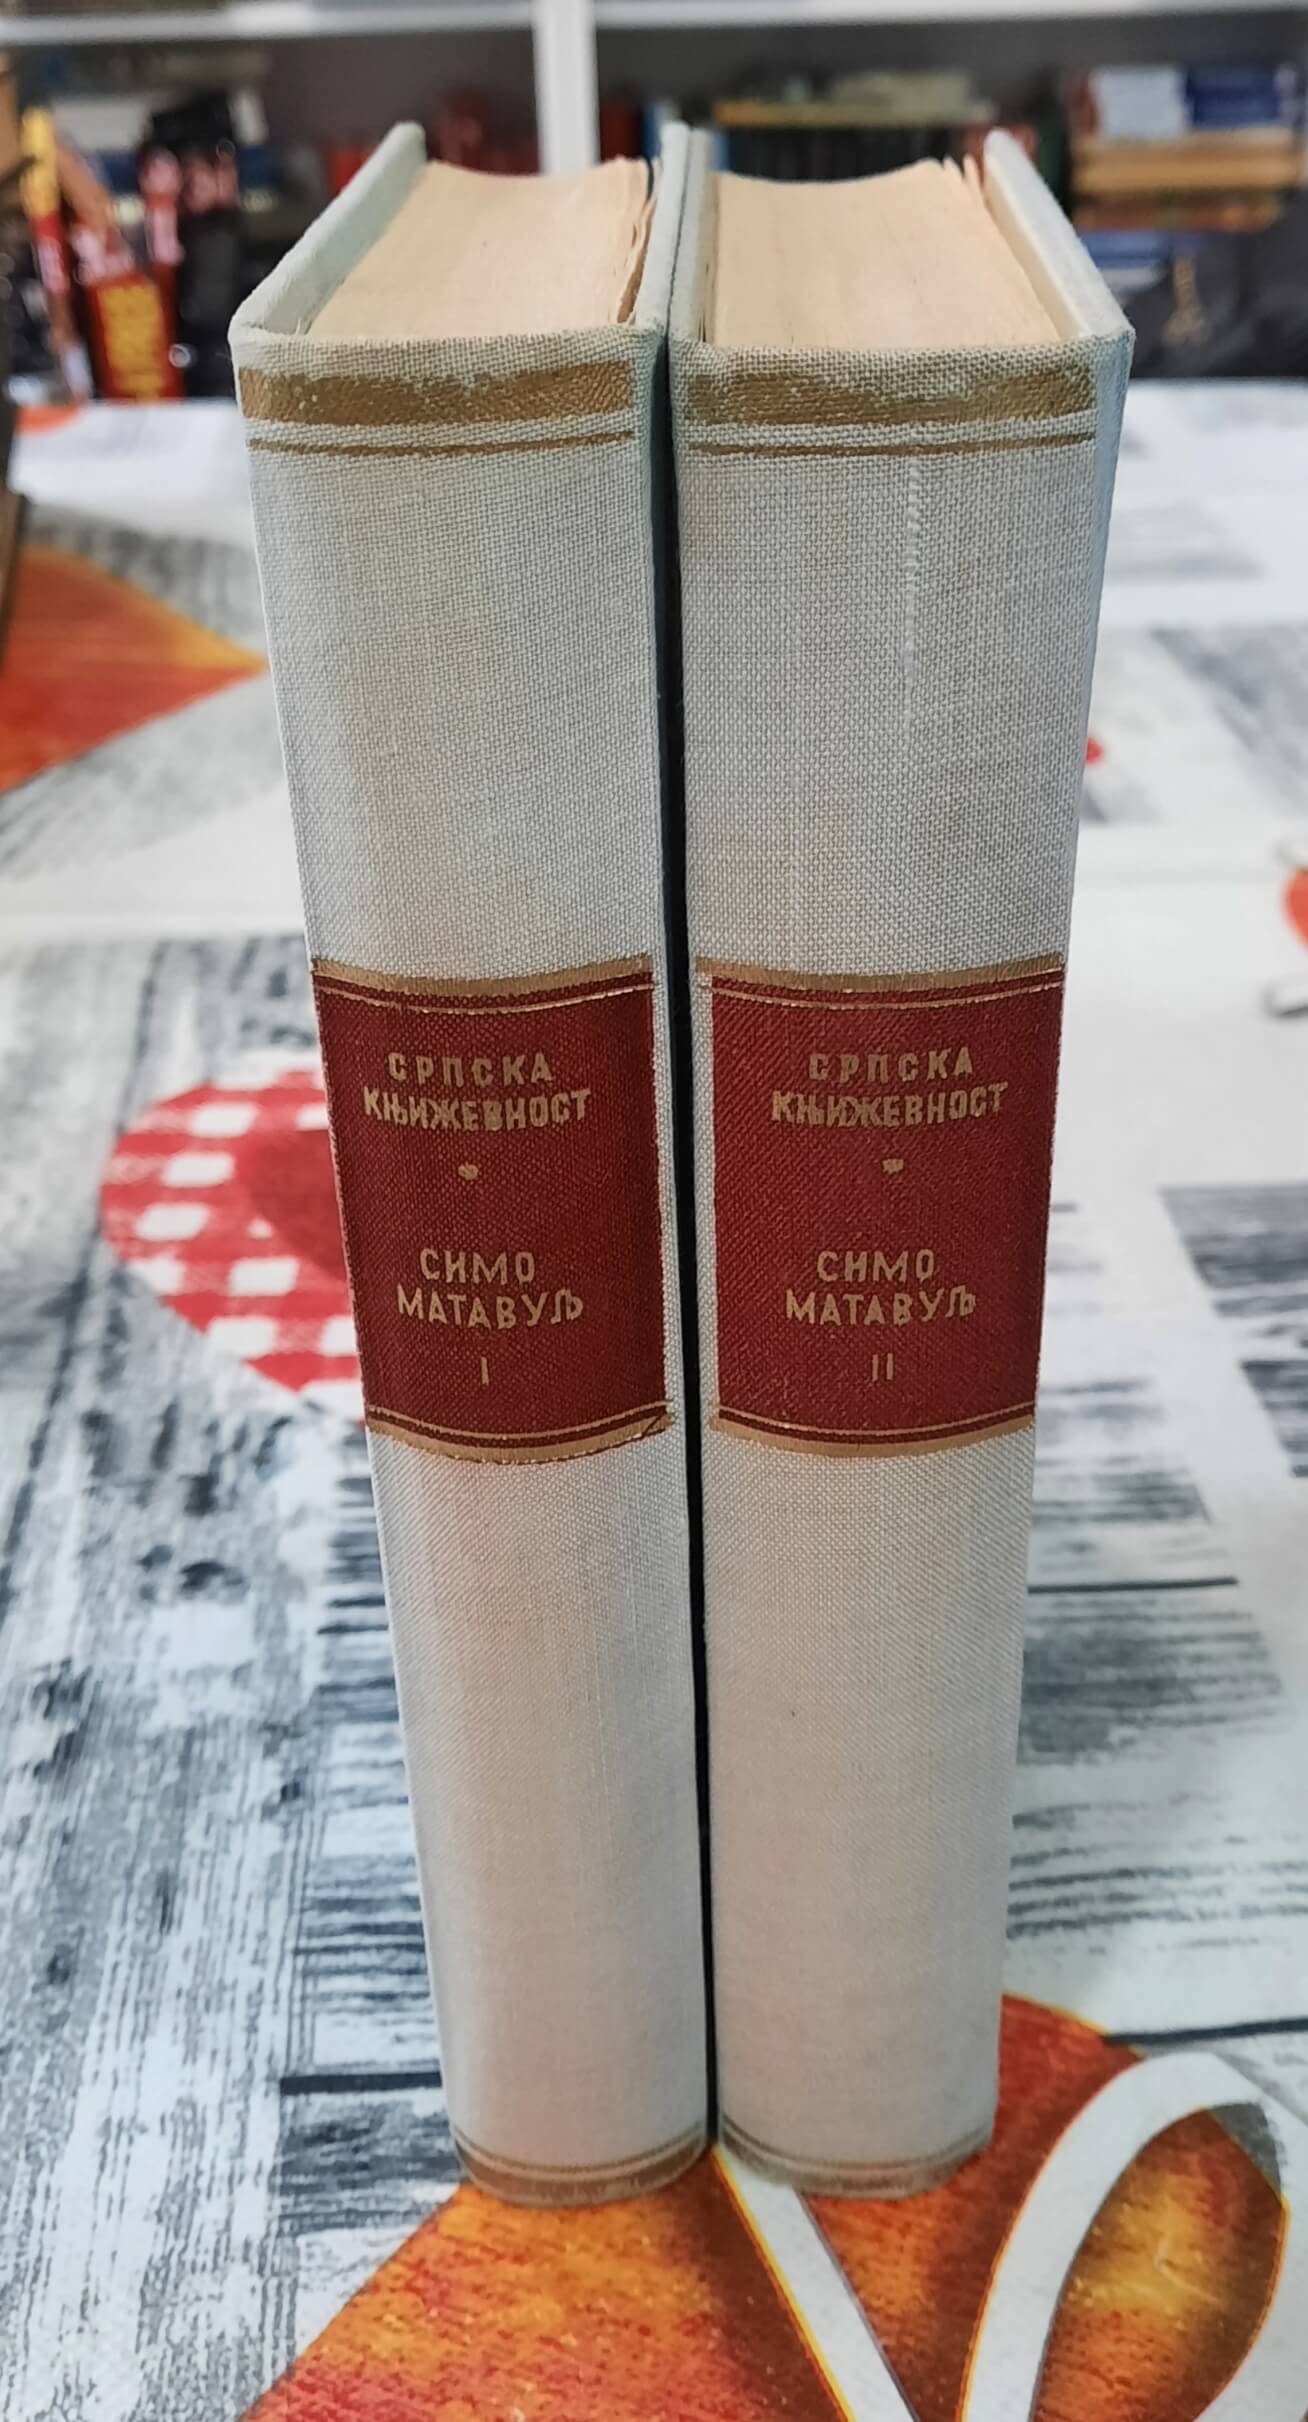 СРПСКА
КЊИЖЕВНОСТ
СИМО
МАТАВУЉ
I
СРПСКА
КЊИЖЕВНОСТ
СИМО
МАТАВУЉ
II